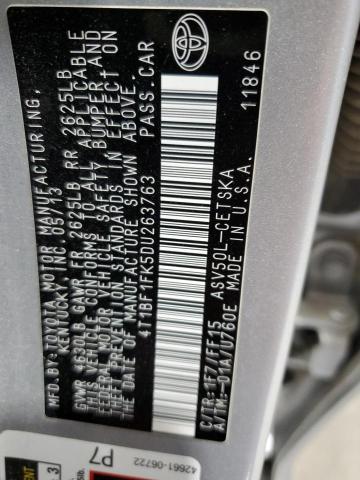 MFD. BY: TOYOTA MOTOR MANUFACTURING,
KENTUCKY, INC. 05/13
GVWR 4630LB GAWR FR 2625LB RR 2625LB
THIS VEHICLE CONFORMS TO ALL APPLICABLE
FEDERAL MOTOR VEHICLE SAFETY, BUMPER, AND
THEFT PREVENTION STANDARDS IN EFFECT ON
THE DATE OF MANUFACTURE SHOWN ABOVE.
4T1BF1FK5DU263763 PASS.CAR
C/TR:1F7/FF15 ASV50L-CETSKA
A/TM:-01A/U760E MADE IN U.S.A. 11846
42661-06722
P7